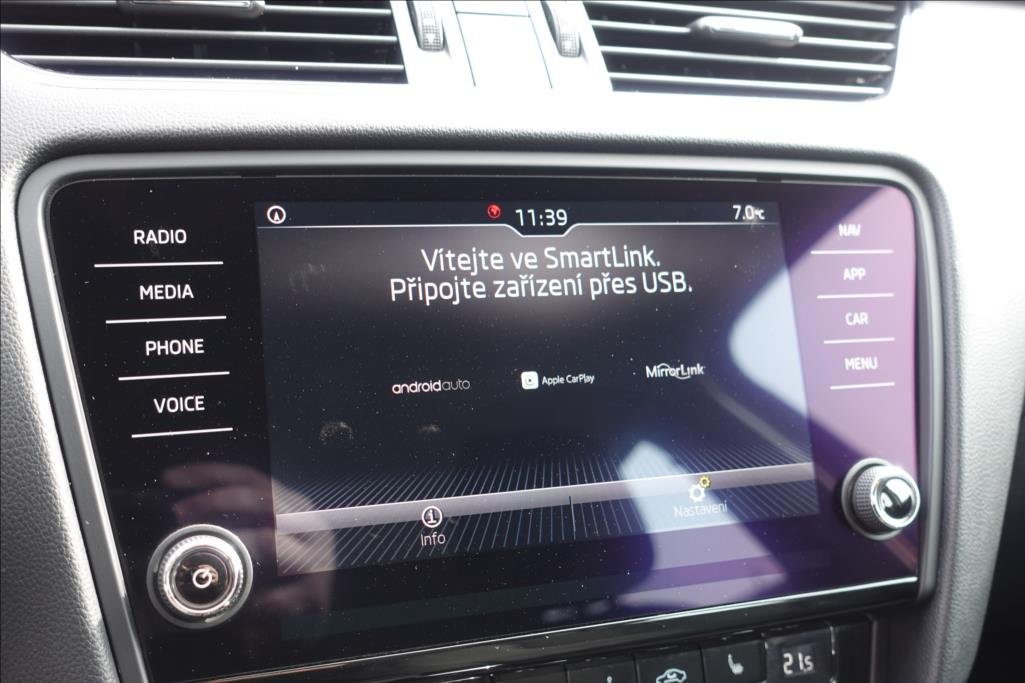 11:39
7.0°C
Vítejte ve SmartLink.
Připojte zařízení přes USB.
RADIO
MEDIA
PHONE
VOICE
NAV
APP
CAR
MENU
androidauto
Apple CarPlay
MirrorLink
Info
Nastavení
21.5